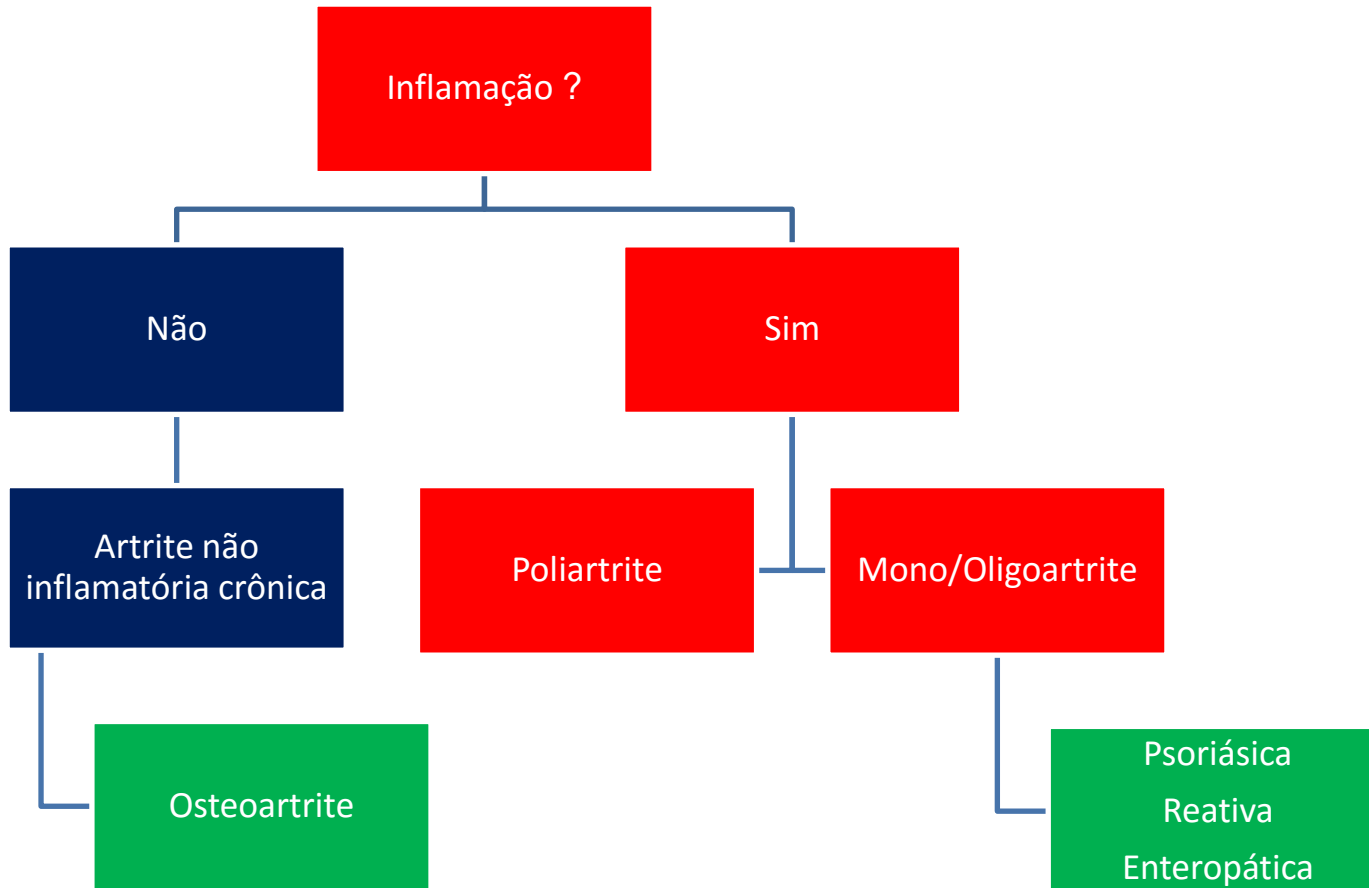 Inflamação ?
Não
Sim
Artrite não
inflamatória crônica
Poliartrite
Mono/Oligoartrite
Osteoartrite
Psoriásica
Reativa
Enteropática